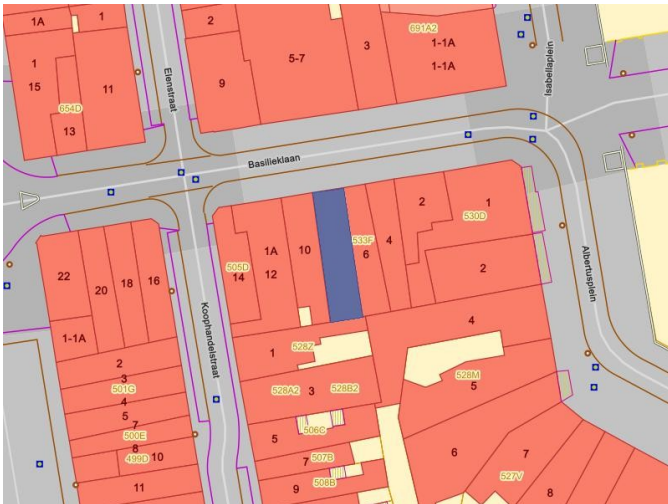 1A
1
2
5-7
3
691A2
1-1A
1-1A
1
15
11
9
654D
13
Elenstraat
Isabellaplein
Basilieklaan
22
20
18
16
505D
14
1A
12
10
533F
6
4
2
1
530D
2
Albertusplein
Koophandelstraat
1-1A
2
3
501G
4
5
7
500E
8
499D
10
11
1
528Z
528A2
3
528B2
5
506C
7
507B
508B
9
4
528M
5
6
7
527V
8